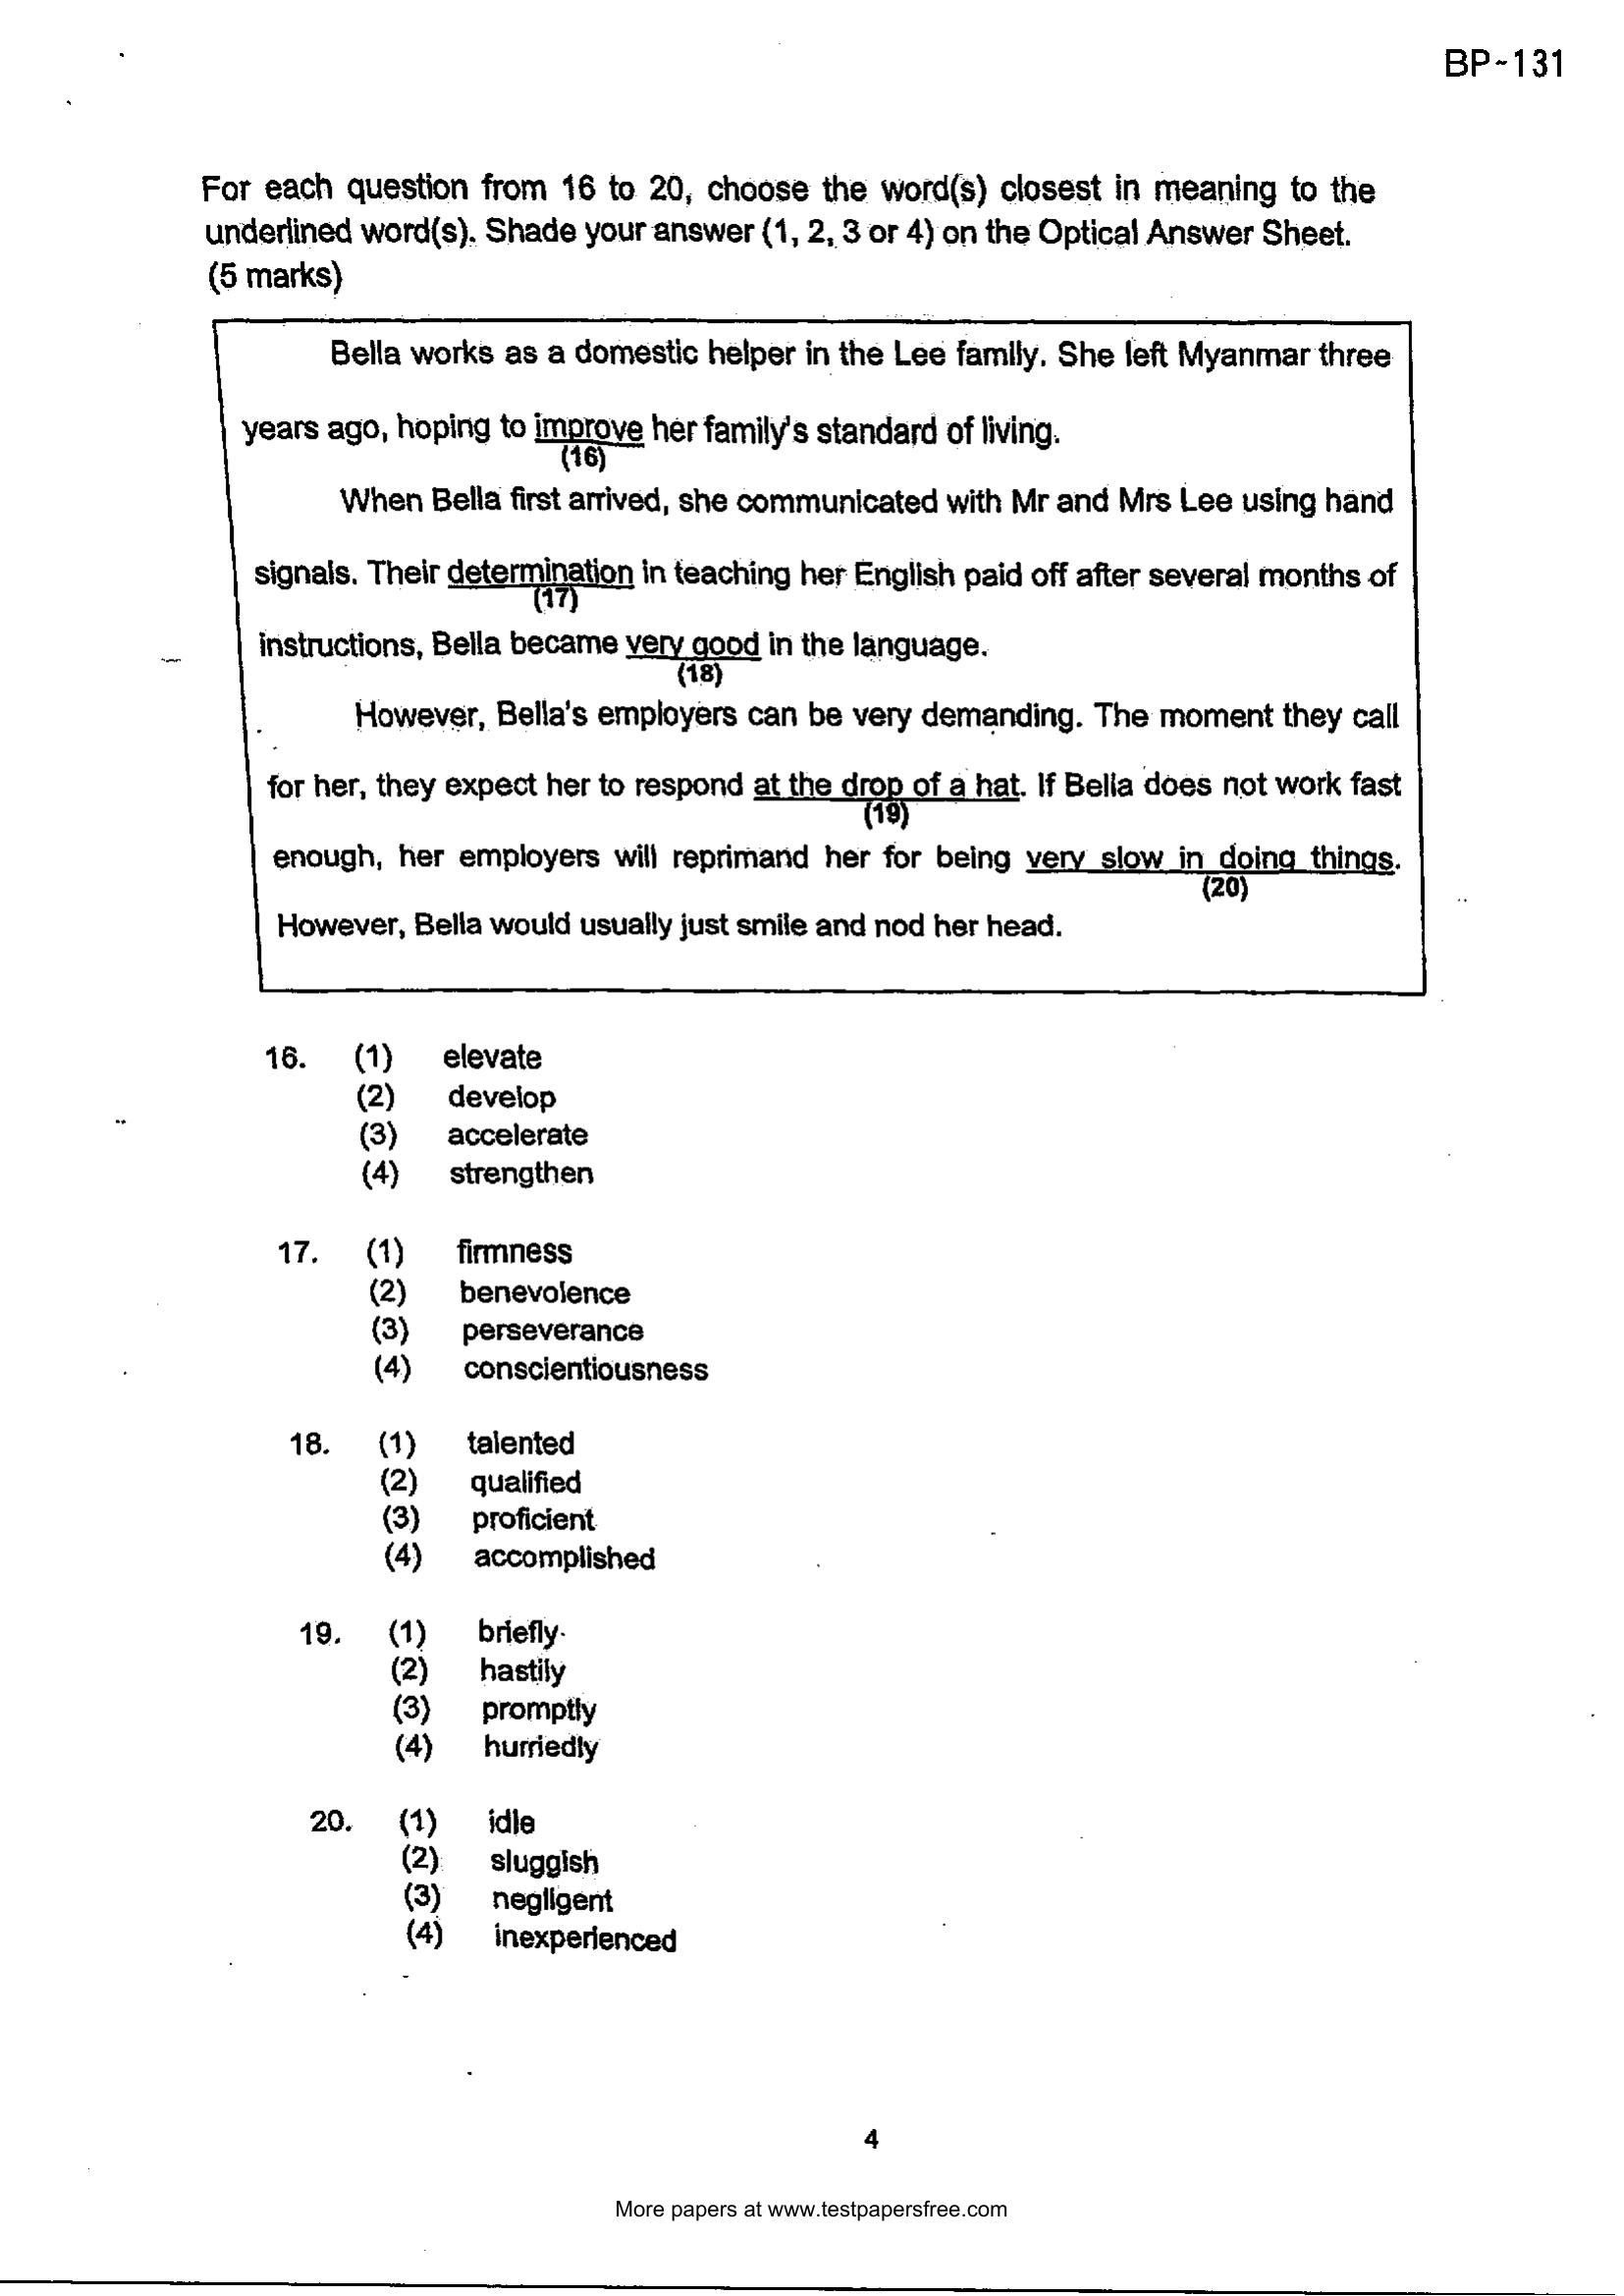 BP-131
For each question from 16 to 20, choose the word(s) closest in meaning to the
underlined word(s). Shade your answer (1, 2, 3 or 4) on the Optical Answer Sheet.
(5 marks)
Bella works as a domestic helper in the Lee family. She left Myanmar three
years ago, hoping to improve her family's standard of living.
(16)
When Bella first arrived, she communicated with Mr and Mrs Lee using hand
signals. Their determination in teaching her English paid off after several months of
(17)
instructions, Bella became very good in the language.
(18)
However, Bella's employers can be very demanding. The moment they call
for her, they expect her to respond at the drop of a hat. If Bella does not work fast
(19)
enough, her employers will reprimand her for being very slow in doing things.
(20)
However, Bella would usually just smile and nod her head.
16. (1) elevate
(2) develop
(3) accelerate
(4) strengthen
17. (1) firmness
(2) benevolence
(3) perseverance
(4) conscientiousness
18. (1) talented
(2) qualified
(3) proficient
(4) accomplished
19. (1) briefly
(2) hastily
(3) promptly
(4) hurriedly
20. (1) idle
(2) sluggish
(3) negligent
(4) inexperienced
4
More papers at www.testpapersfree.com